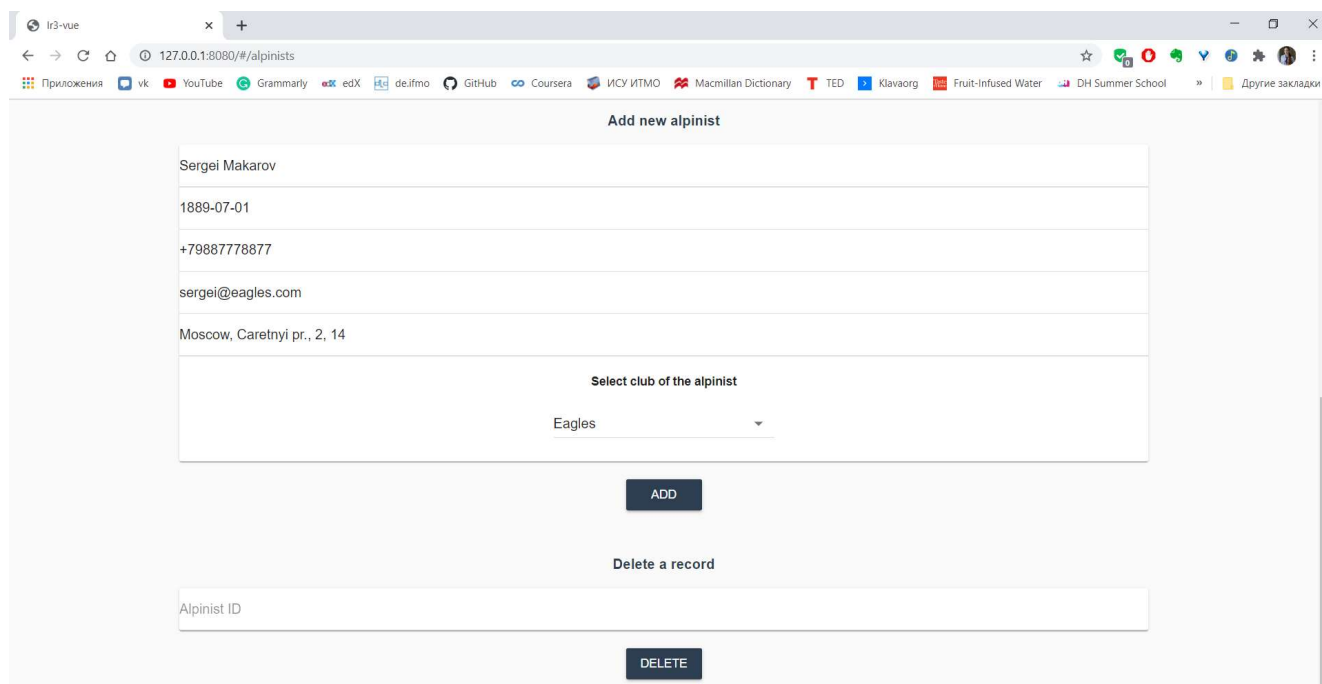 lr3-vue
127.0.0.1:8080/#/alpinists
0
Приложения vk YouTube Grammarly edX de.ifmo GitHub Coursera ИСУ ИТМО Macmillan Dictionary TED Klavaorg Fruit-Infused Water DH Summer School » Другие закладки
Add new alpinist
Sergei Makarov
1889-07-01
+79887778877
sergei@eagles.com
Moscow, Caretnyi pr., 2, 14
Select club of the alpinist
Eagles
ADD
Delete a record
Alpinist ID
DELETE